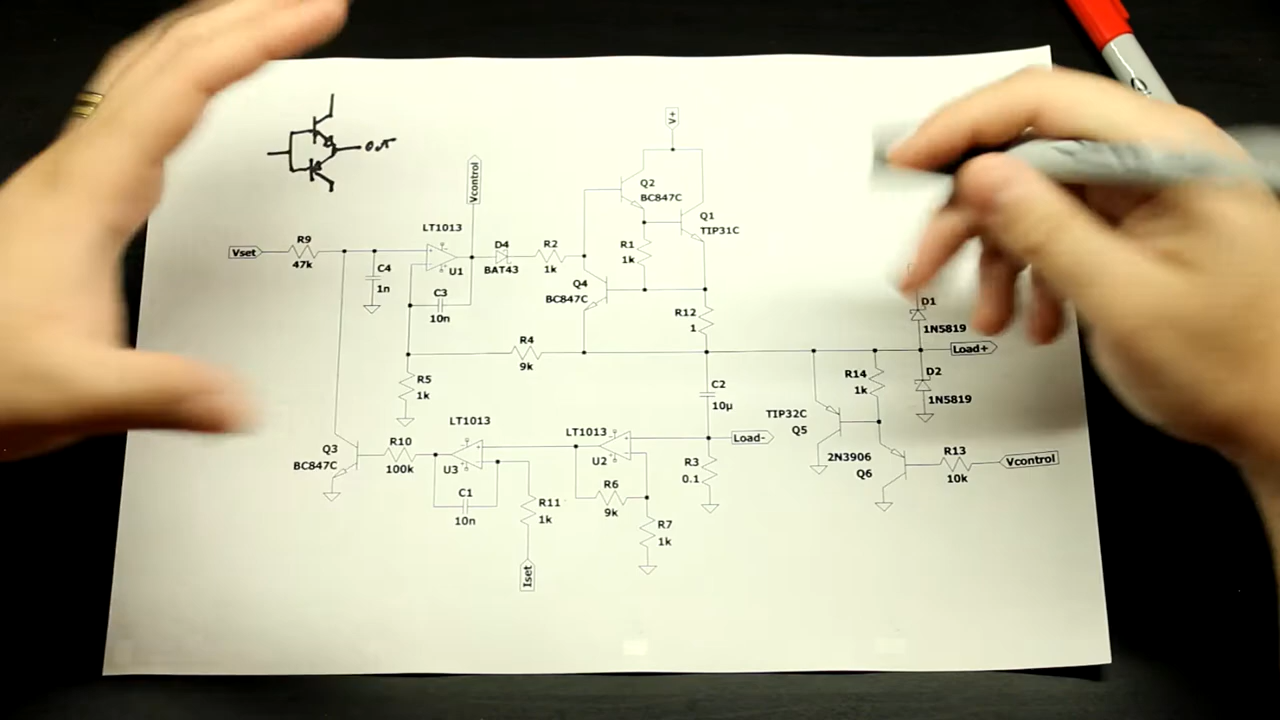 out
V+
Vcontrol
Q2
BC847C
Q1
TIP31C
LT1013
R9
Vset
47k
D4
BAT43
R2
1k
R1
1k
U1
C4
1n
Q4
BC847C
C3
10n
R12
1
D1
1N5819
R4
9k
Load+
R5
1k
C2
10µ
R14
1k
D2
1N5819
TIP32C
Q5
LT1013
LT1013
Load-
Q3
BC847C
R10
100k
U3
U2
R3
0.1
2N3906
Q6
R13
10k
Vcontrol
C1
10n
R6
9k
R11
1k
R7
1k
Iset